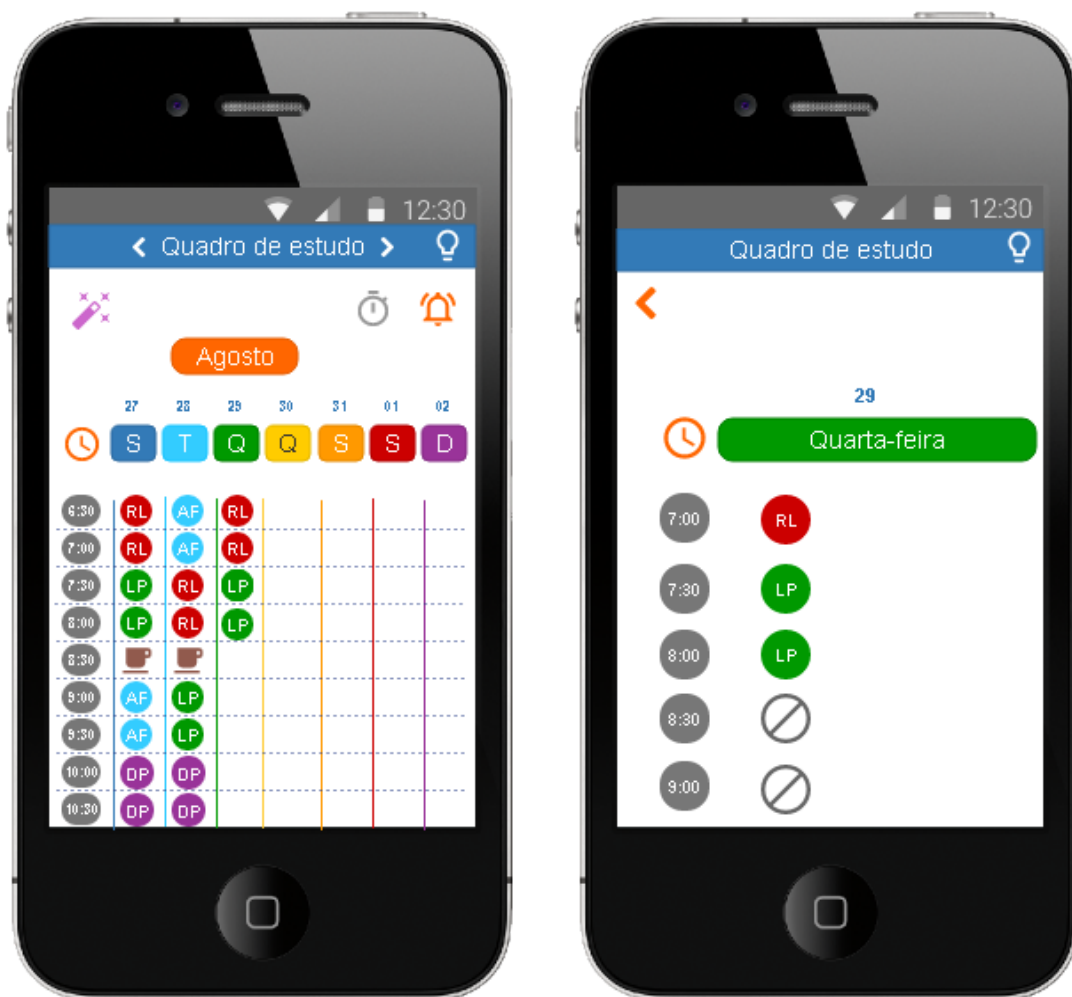 12:30
< Quadro de estudo >
Agosto
27 28 29 30 31 01 02
S T Q Q S S D
6:30 RL AF RL
7:00 RL AF RL
7:30 LP RL LP
8:00 LP RL LP
8:30
9:00 AF LP
9:30 AF LP
10:00 DP DP
10:30 DP DP
12:30
Quadro de estudo
29
Quarta-feira
7:00 RL
7:30 LP
8:00 LP
8:30
9:00